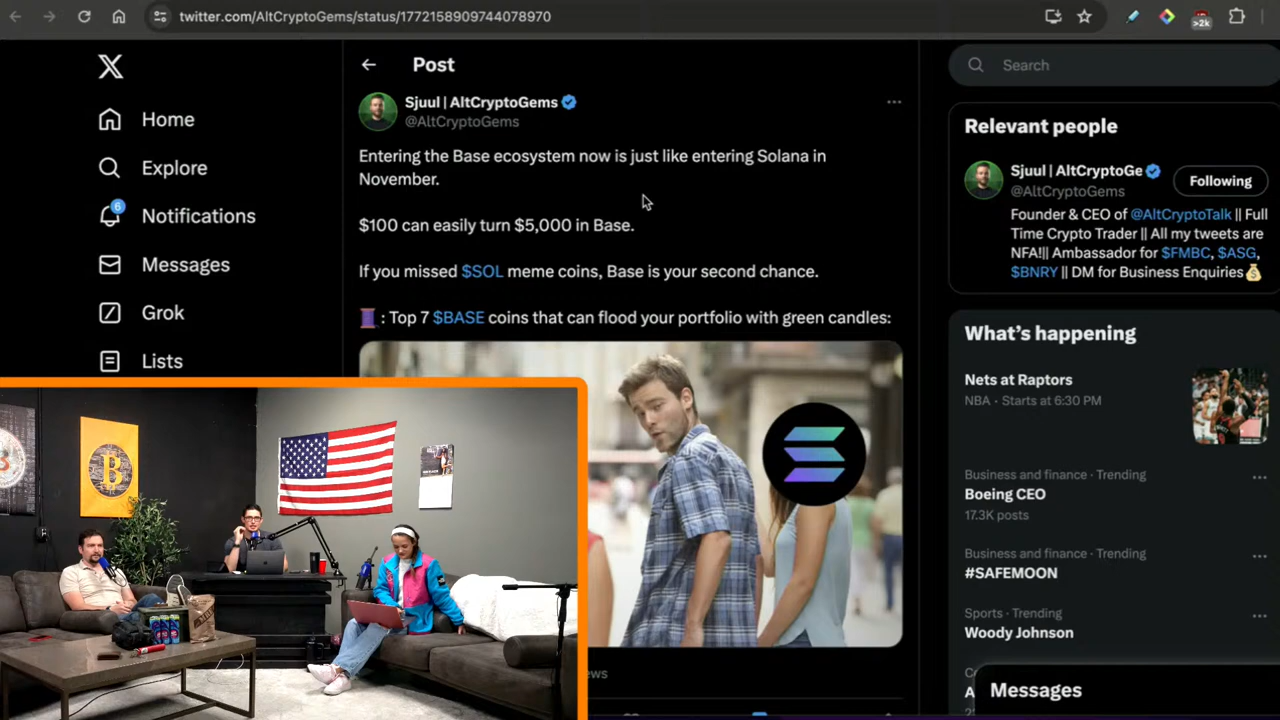 twitter.com/AltCryptoGems/status/1772158909744078970
>2k
Post
Search
Home
Explore
6
Notifications
Messages
Grok
Lists
Sjuul | AltCryptoGems
@AltCryptoGems
Entering the Base ecosystem now is just like entering Solana in
November.
$100 can easily turn $5,000 in Base.
If you missed $SOL meme coins, Base is your second chance.
: Top 7 $BASE coins that can flood your portfolio with green candles:
Relevant people
Sjuul | AltCryptoGe
@AltCryptoGems
Following
Founder & CEO of @AltCryptoTalk || Full
Time Crypto Trader || All my tweets are
NFA!|| Ambassador for $FMBC, $ASG,
$BNRY || DM for Business Enquiries
What's happening
Nets at Raptors
NBA · Starts at 6:30 PM
Business and finance · Trending
Boeing CEO
17.3K posts
Business and finance · Trending
#SAFEMOON
Sports · Trending
Woody Johnson
Messages